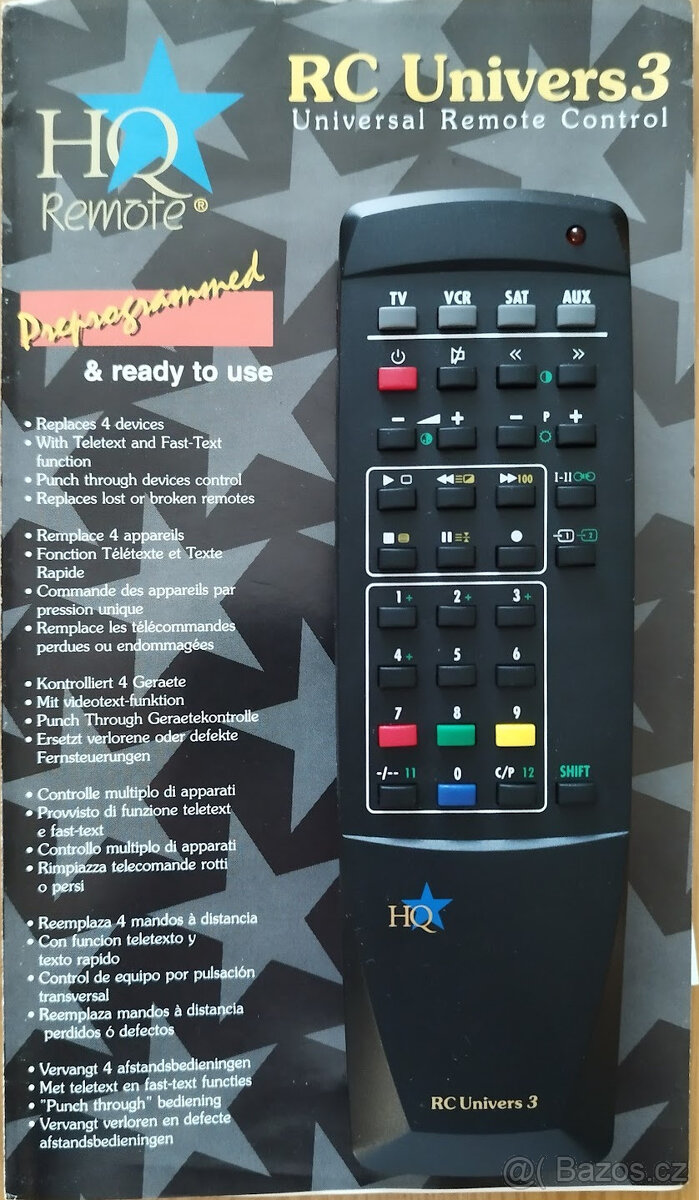 HQ
Remote®
RC Univers3
Universal Remote Control
Preprogrammed
& ready to use
• Replaces 4 devices
• With Teletext and Fast-Text
function
• Punch through devices control
• Replaces lost or broken remotes
• Remplace 4 appareils
• Fonction Télétexte et Texte
Rapide
• Commande des appareils par
pression unique
• Remplace les télécommandes
perdues ou endommagées
• Kontrolliert 4 Geraete
• Mit videotext-funktion
• Punch Through Geraetekontrolle
• Ersetzt verlorene oder defekte
Fernsteuerungen
• Controlle multiplo di apparati
• Provvisto di funzione teletext
e fast-text
• Controllo multiplo di apparati
• Rimpiazza telecomande rotti
o persi
• Reemplaza 4 mandos à distancia
• Con funcion teletexto y
texto rapido
• Control de equipo por pulsación
transversal
• Reemplaza mandos à distancia
perdidos ó defectos
• Vervangt 4 afstandsbedieningen
• Met teletext en fast-text functies
• "Punch through" bediening
• Vervangt verloren en defecte
afstandsbedieningen
TV VCR SAT AUX
« »
− + − P +
100 I-II
1 2
1+ 2+ 3+
4+ 5 6
7 8 9
-/-- 11 0 C/P 12 SHIFT
HQ
RC Univers 3
@( Bazos.cz